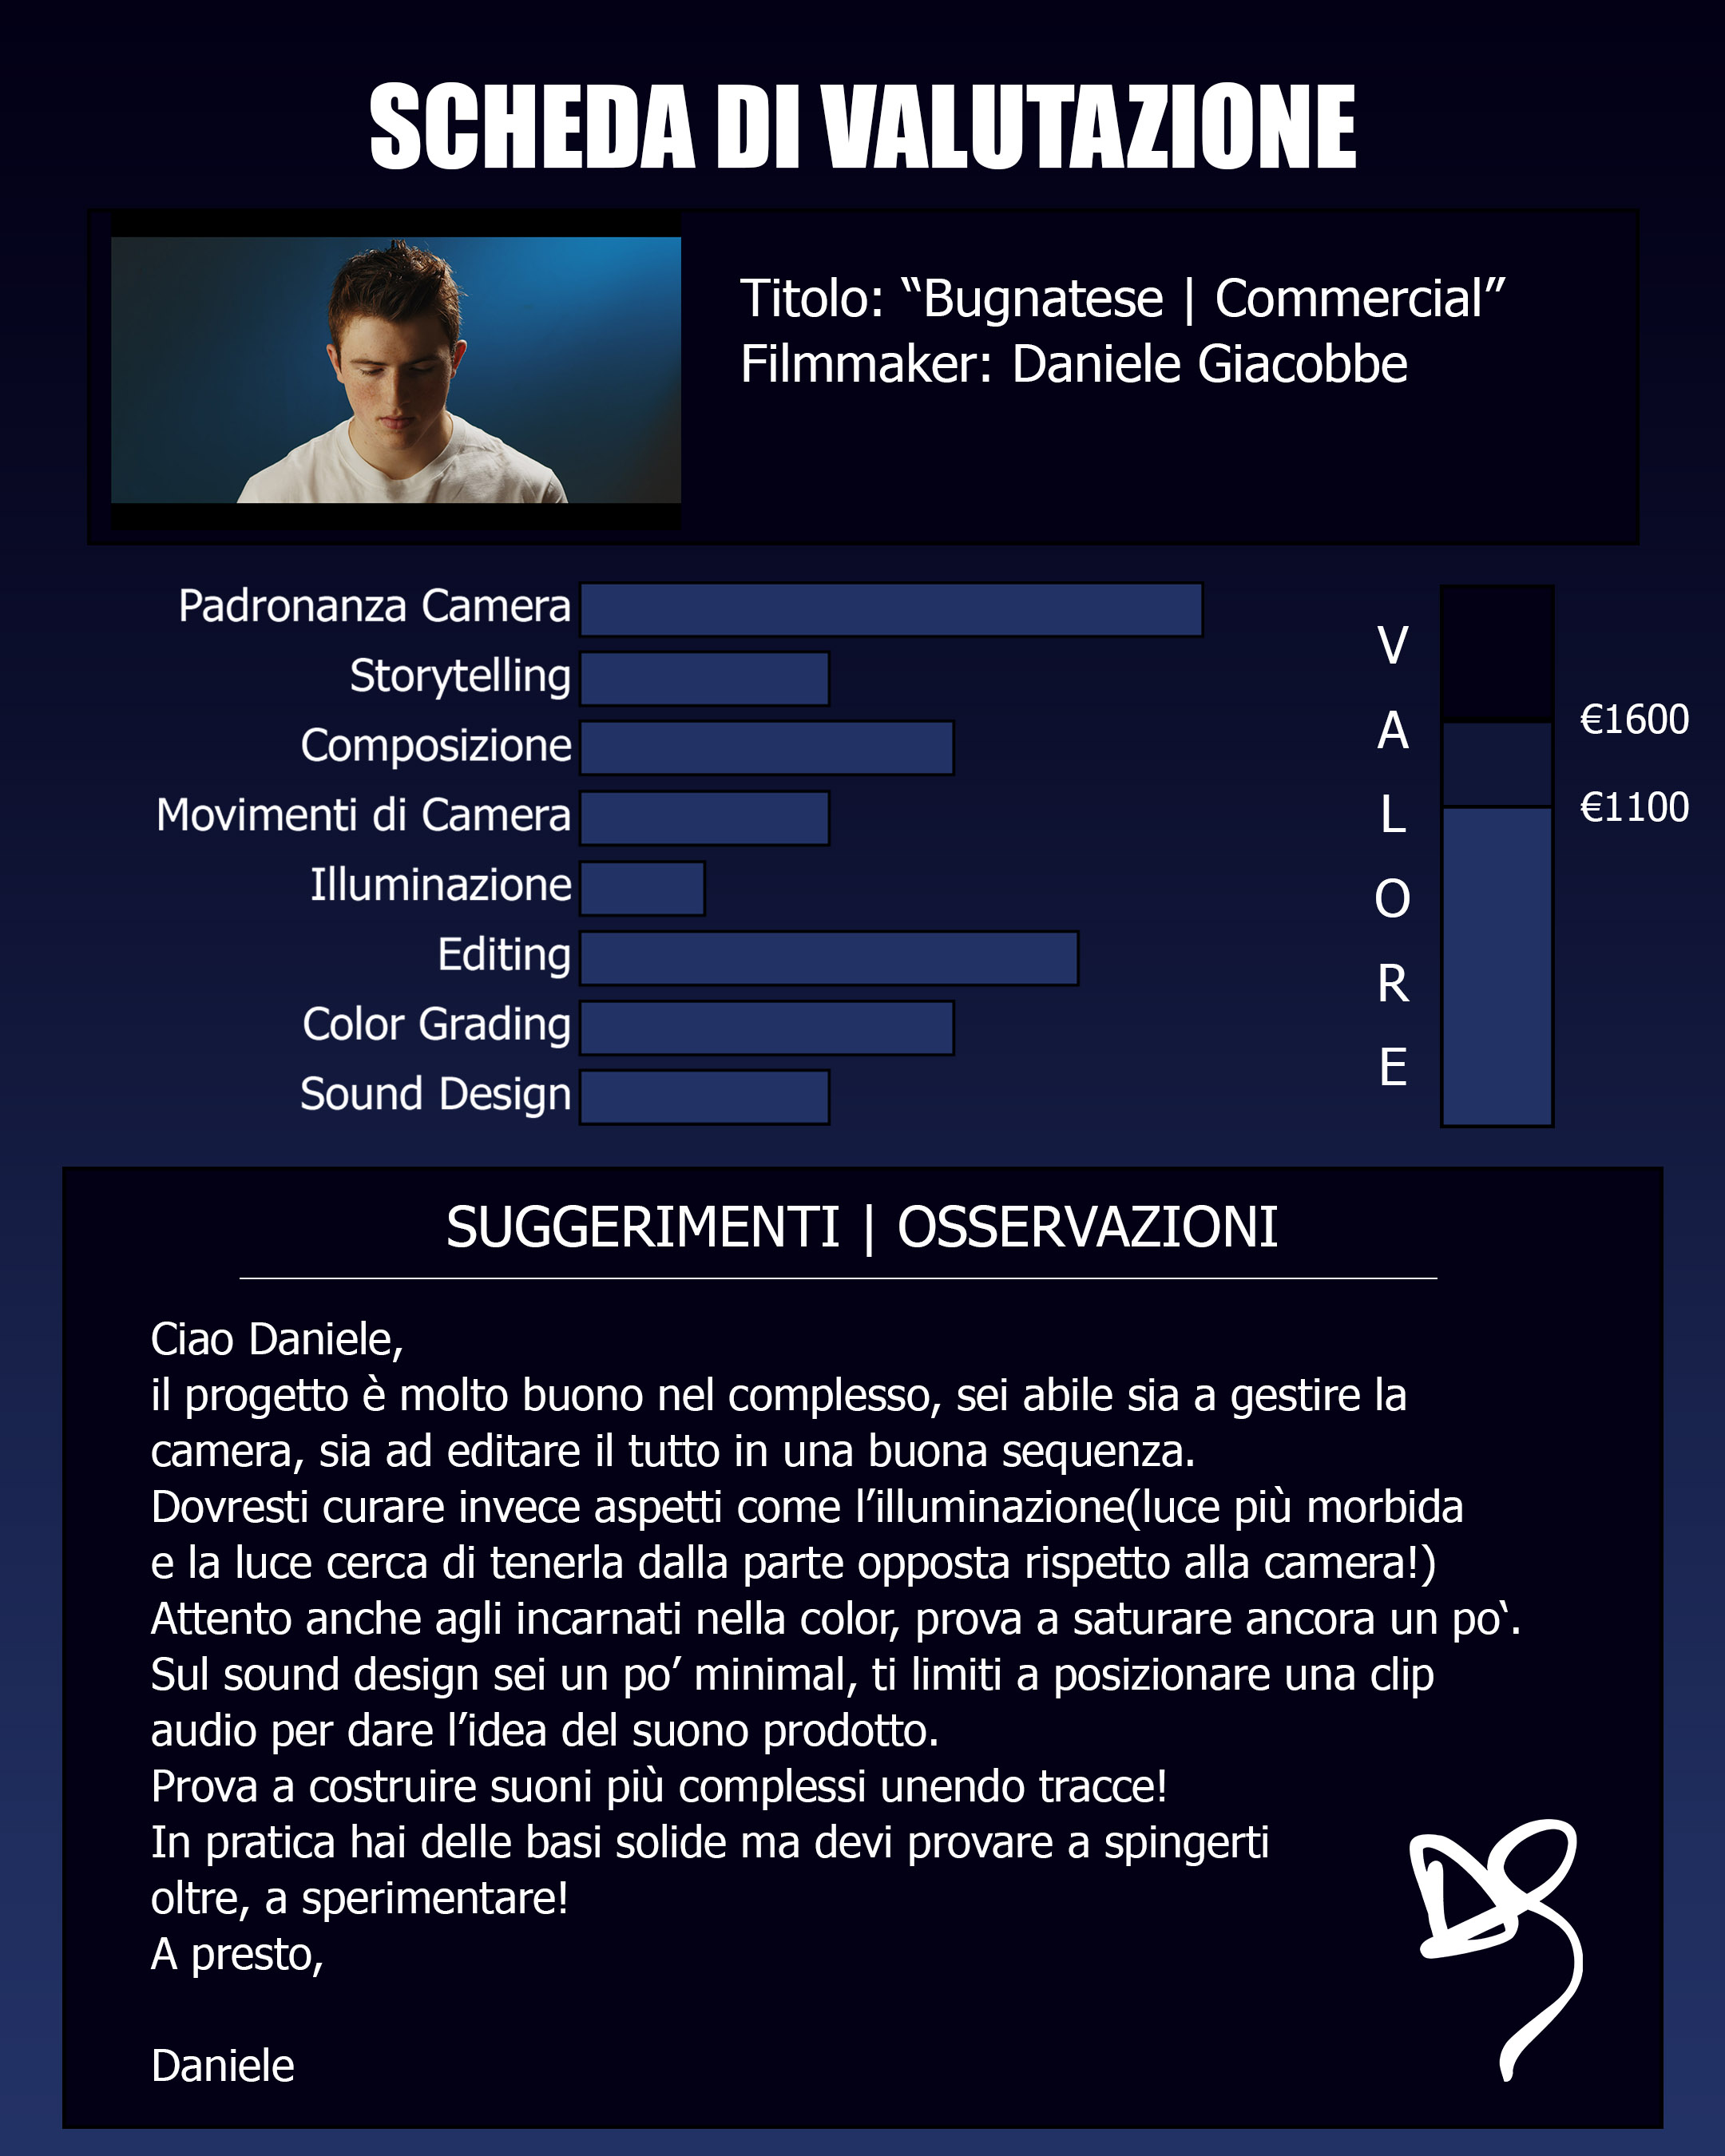 SCHEDA DI VALUTAZIONE
Titolo: “Bugnatese | Commercial”
Filmmaker: Daniele Giacobbe
Padronanza Camera
Storytelling
Composizione
Movimenti di Camera
Illuminazione
Editing
Color Grading
Sound Design
V
A
L
O
R
E
€1600
€1100
SUGGERIMENTI | OSSERVAZIONI
Ciao Daniele,
il progetto è molto buono nel complesso, sei abile sia a gestire la
camera, sia ad editare il tutto in una buona sequenza.
Dovresti curare invece aspetti come l’illuminazione(luce più morbida
e la luce cerca di tenerla dalla parte opposta rispetto alla camera!)
Attento anche agli incarnati nella color, prova a saturare ancora un po‘.
Sul sound design sei un po’ minimal, ti limiti a posizionare una clip
audio per dare l’idea del suono prodotto.
Prova a costruire suoni più complessi unendo tracce!
In pratica hai delle basi solide ma devi provare a spingerti
oltre, a sperimentare!
A presto,
Daniele